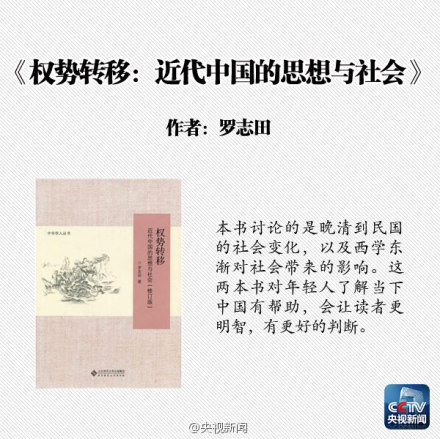 《权势转移：近代中国的思想与社会》
作者：罗志田
权势转移
近代中国的思想与社会（修订版）
本书讨论的是晚清到民国
的社会变化，以及西学东
渐对社会带来的影响。这
两本书对年轻人了解当下
中国有帮助，会让读者更
明智，有更好的判断。
CCTV
央视新闻
@央视新闻